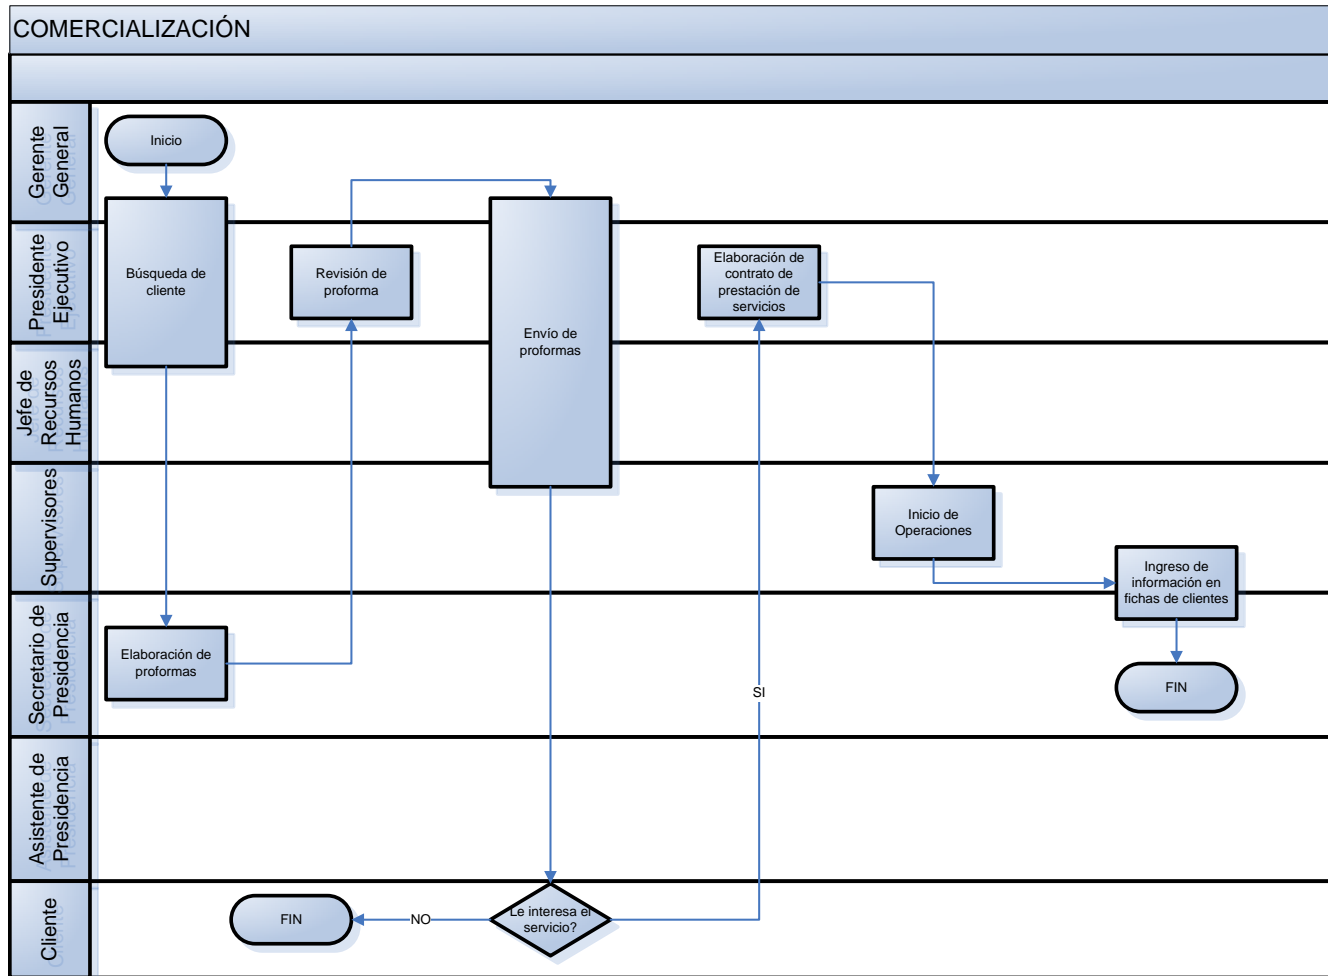 COMERCIALIZACIÓN
Gerente
General
Inicio
Presidente
Ejecutivo
Búsqueda de
cliente
Revisión de
proforma
Envío de
proformas
Elaboración de
contrato de
prestación de
servicios
Jefe de
Recursos
Humanos
Supervisores
Inicio de
Operaciones
Ingreso de
información en
fichas de clientes
Secretario de
Presidencia
Elaboración de
proformas
SI
FIN
Asistente de
Presidencia
Cliente
FIN
NO
Le interesa el
servicio?